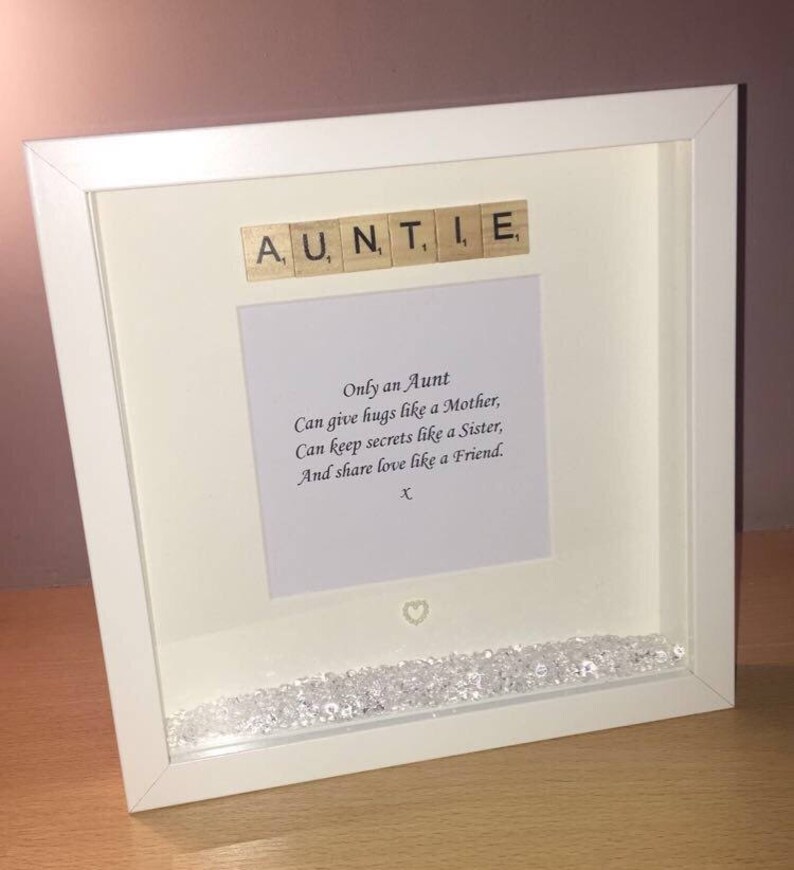 AUNTIE
Only an Aunt
Can give hugs like a Mother,
Can keep secrets like a Sister,
And share love like a Friend.
x